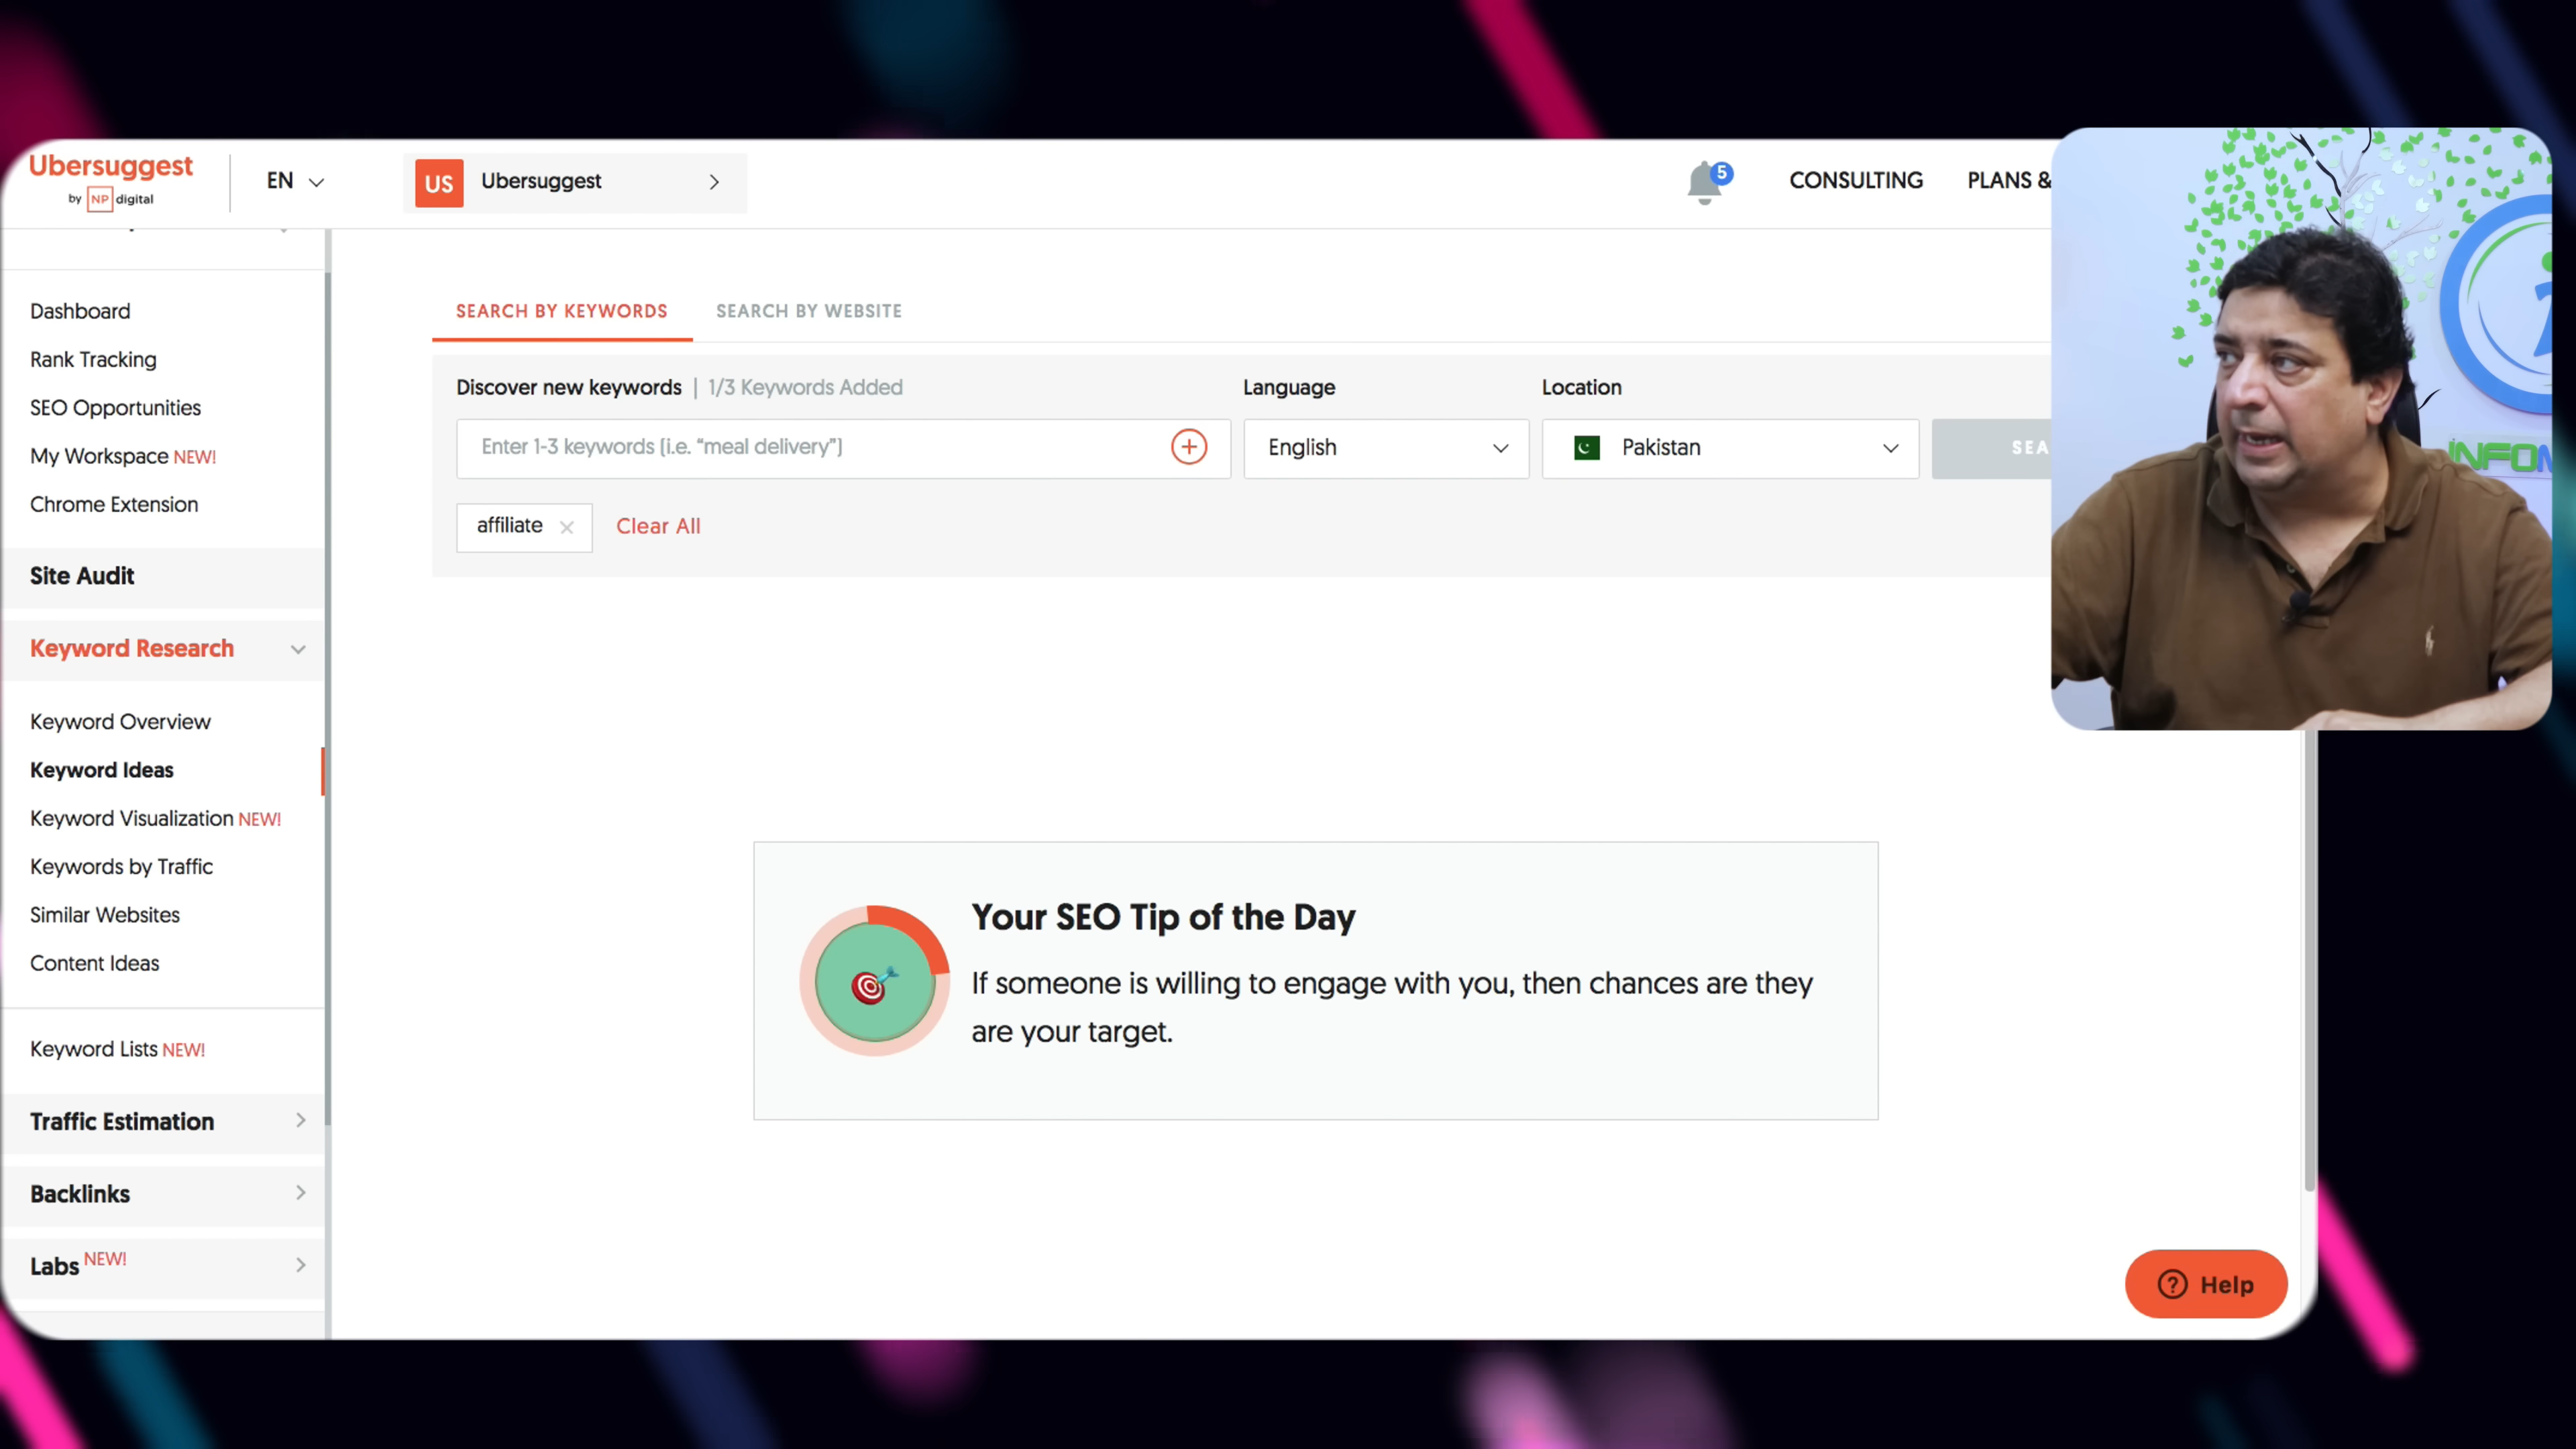 Ubersuggest
by NP digital
EN
US Ubersuggest
5
CONSULTING
PLANS &
Dashboard
Rank Tracking
SEO Opportunities
My Workspace NEW!
Chrome Extension
Site Audit
Keyword Research
Keyword Overview
Keyword Ideas
Keyword Visualization NEW!
Keywords by Traffic
Similar Websites
Content Ideas
Keyword Lists NEW!
Traffic Estimation
Backlinks
Labs NEW!
SEARCH BY KEYWORDS SEARCH BY WEBSITE
Discover new keywords | 1/3 Keywords Added
Language
Location
Enter 1-3 keywords (i.e. “meal delivery”)
English
Pakistan
SEA
affiliate
Clear All
Your SEO Tip of the Day
If someone is willing to engage with you, then chances are they
are your target.
Help
INFO